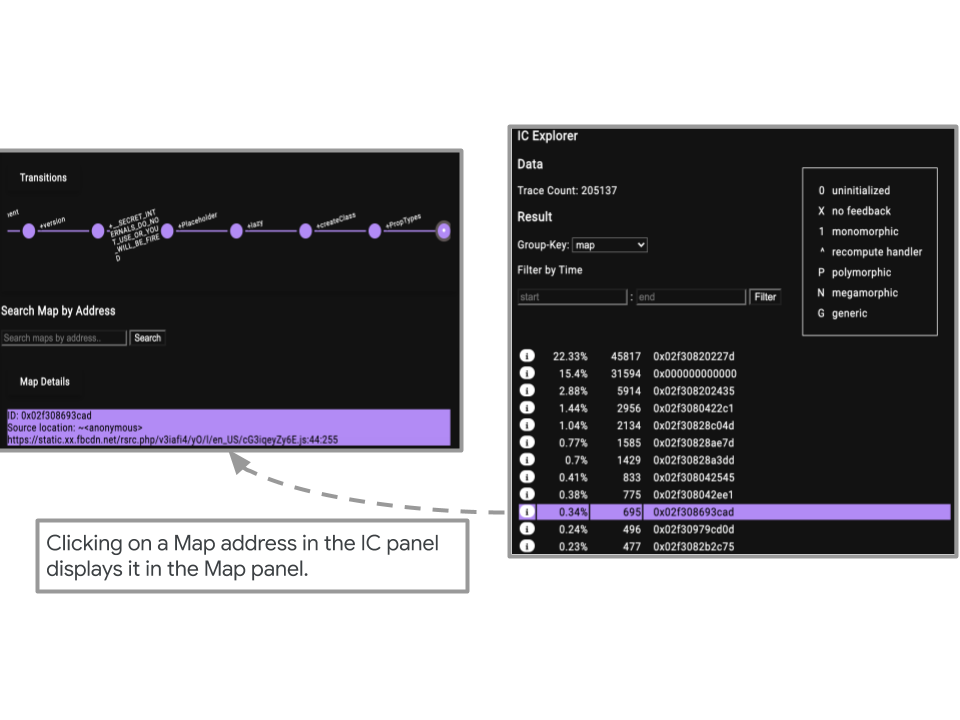 Transitions
rent
+version
+__SECRET_INT
ERNALS_DO_NO
T_USE_OR_YOU
_WILL_BE_FIRE
D
+Placeholder
+lazy
+createClass
+PropTypes
Search Map by Address
Search maps by address..
Search
Map Details
ID: 0x02f308693cad
Source location: ~<anonymous>
https://static.xx.fbcdn.net/rsrc.php/v3iafi4/yO/l/en_US/cG3iqeyZy6E.js:44:255
Clicking on a Map address in the IC panel
displays it in the Map panel.
IC Explorer
Data
Trace Count: 205137
Result
Group-Key: map
Filter by Time
start : end Filter
0 uninitialized
X no feedback
1 monomorphic
^ recompute handler
P polymorphic
N megamorphic
G generic
i 22.33% 45817 0x02f30820227d
i 15.4% 31594 0x000000000000
i 2.88% 5914 0x02f308202435
i 1.44% 2956 0x02f3080422c1
i 1.04% 2134 0x02f30828c04d
i 0.77% 1585 0x02f30828ae7d
i 0.7% 1429 0x02f30828a3dd
i 0.41% 833 0x02f308042545
i 0.38% 775 0x02f308042ee1
i 0.34% 695 0x02f308693cad
i 0.24% 496 0x02f30979cd0d
i 0.23% 477 0x02f3082b2c75